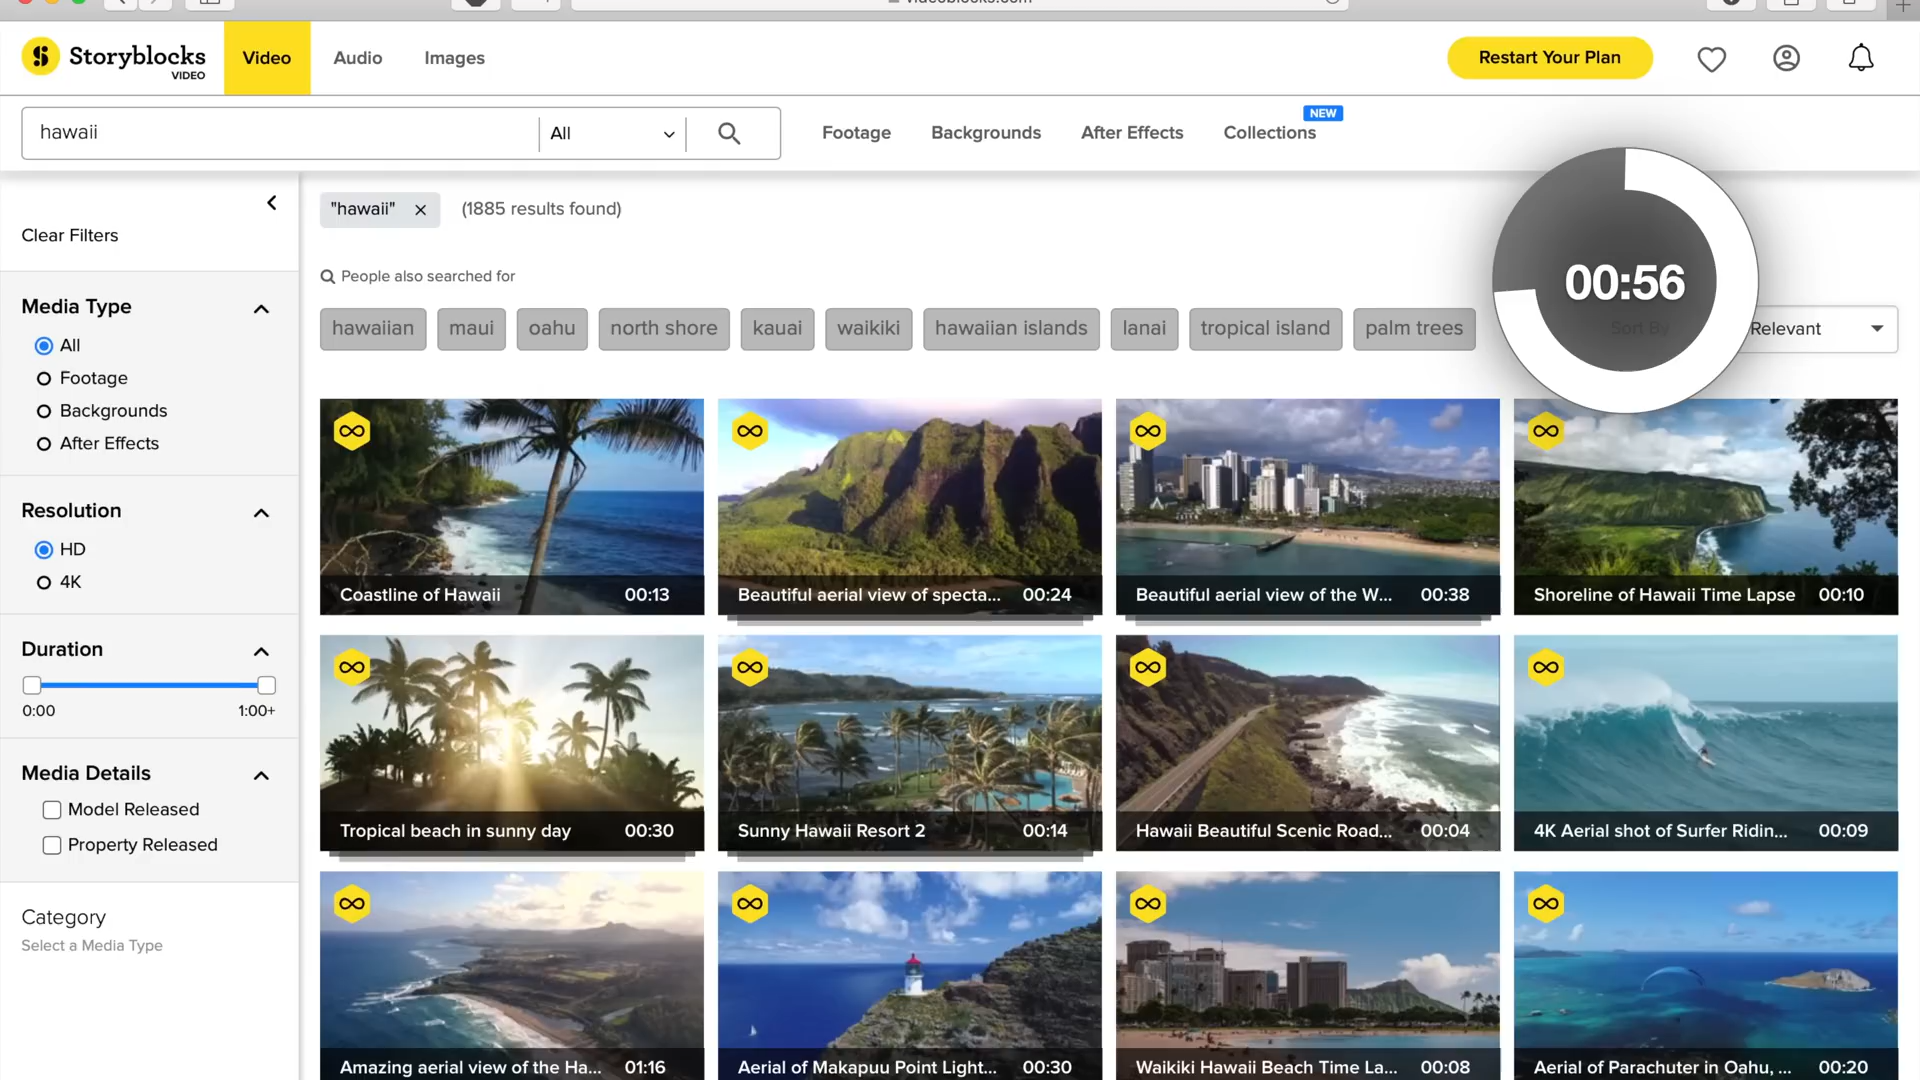 videoblocks.com
Storyblocks
VIDEO
Video
Audio
Images
Restart Your Plan
hawaii
All
Footage
Backgrounds
After Effects
Collections
NEW
"hawaii"
(1885 results found)
00:56
Clear Filters
People also searched for
hawaiian
maui
oahu
north shore
kauai
waikiki
hawaiian islands
lanai
tropical island
palm trees
Sort By
Relevant
Media Type
All
Footage
Backgrounds
After Effects
Resolution
HD
4K
Duration
0:00
1:00+
Media Details
Model Released
Property Released
Category
Select a Media Type
Coastline of Hawaii 00:13
Beautiful aerial view of specta... 00:24
Beautiful aerial view of the W... 00:38
Shoreline of Hawaii Time Lapse 00:10
Tropical beach in sunny day 00:30
Sunny Hawaii Resort 2 00:14
Hawaii Beautiful Scenic Road... 00:04
4K Aerial shot of Surfer Ridin... 00:09
Amazing aerial view of the Ha... 01:16
Aerial of Makapuu Point Light... 00:30
Waikiki Hawaii Beach Time La... 00:08
Aerial of Parachuter in Oahu, ... 00:20